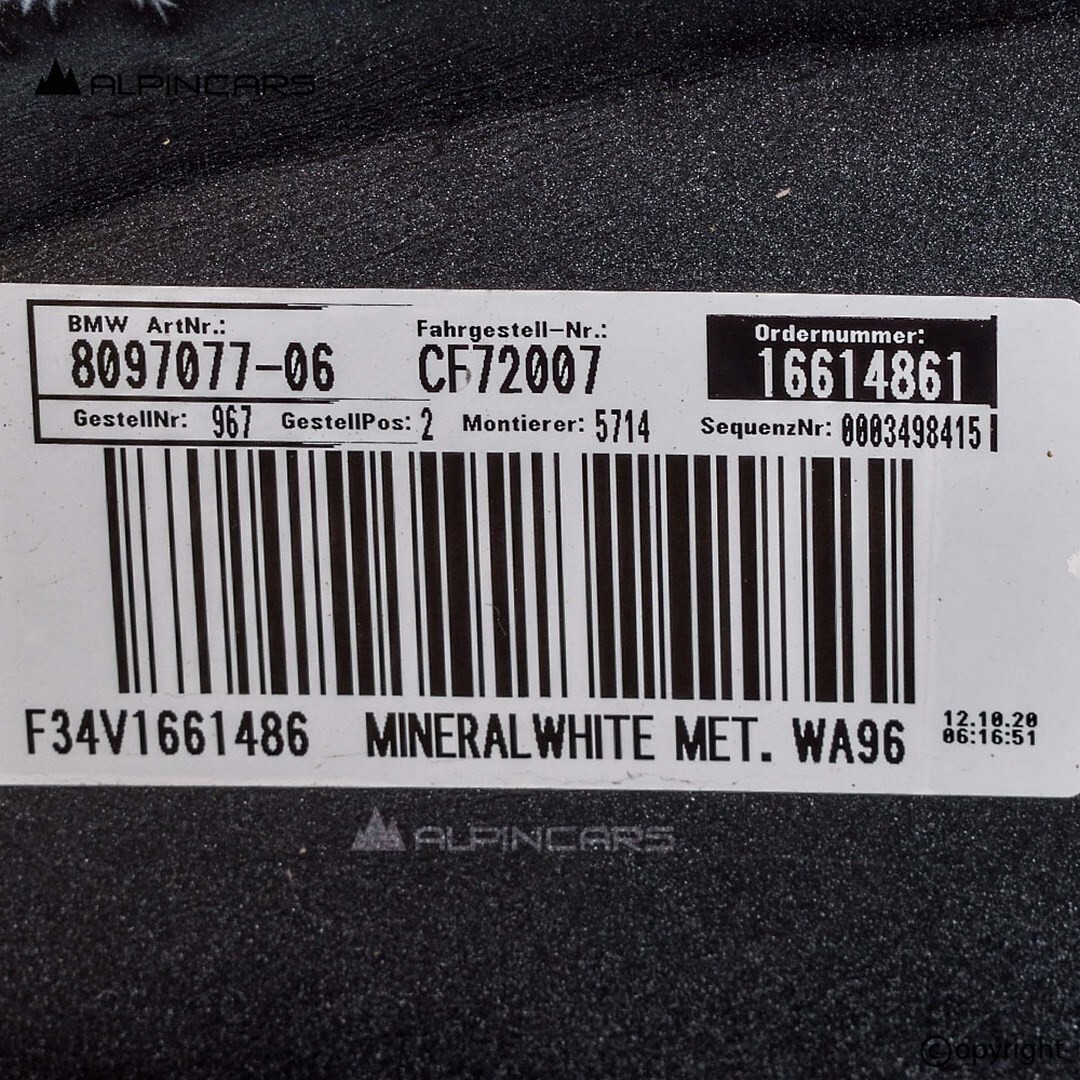 ALPINCARS
BMW ArtNr.: Fahrgestell-Nr.: Ordernummer:
8097077-06 CF72007 16614861
GestellNr: 967 GestellPos: 2 Montierer: 5714 SequenzNr: 0003498415
F34V1661486 MINERALWHITE MET. WA96 12.10.20
06:16:51
ALPINCARS
©opyright